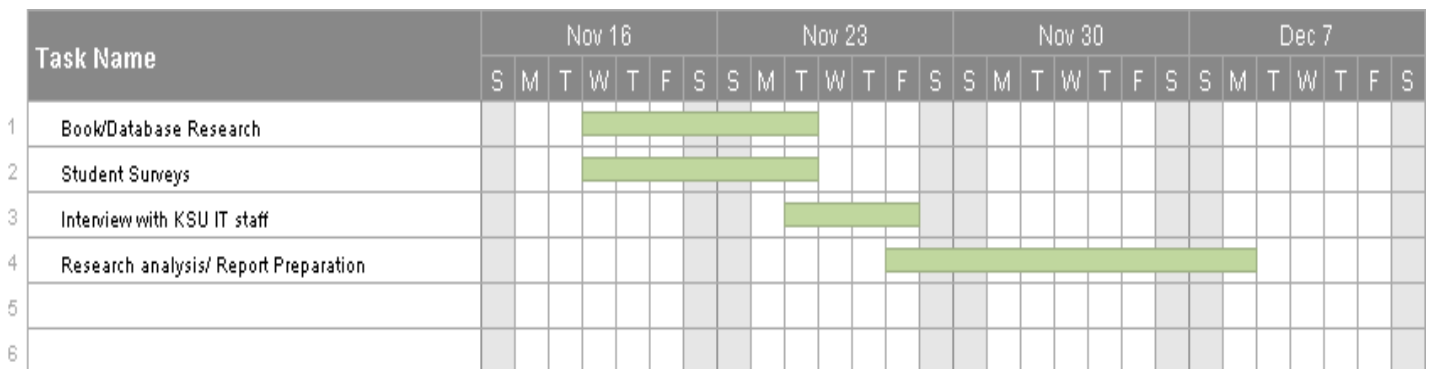 Task Name
Nov 16 Nov 23 Nov 30 Dec 7
S M T W T F S S M T W T F S S M T W T F S S M T W T F S
1 Book/Database Research
2 Student Surveys
3 Interview with KSU IT staff
4 Research analysis/ Report Preparation
5
6